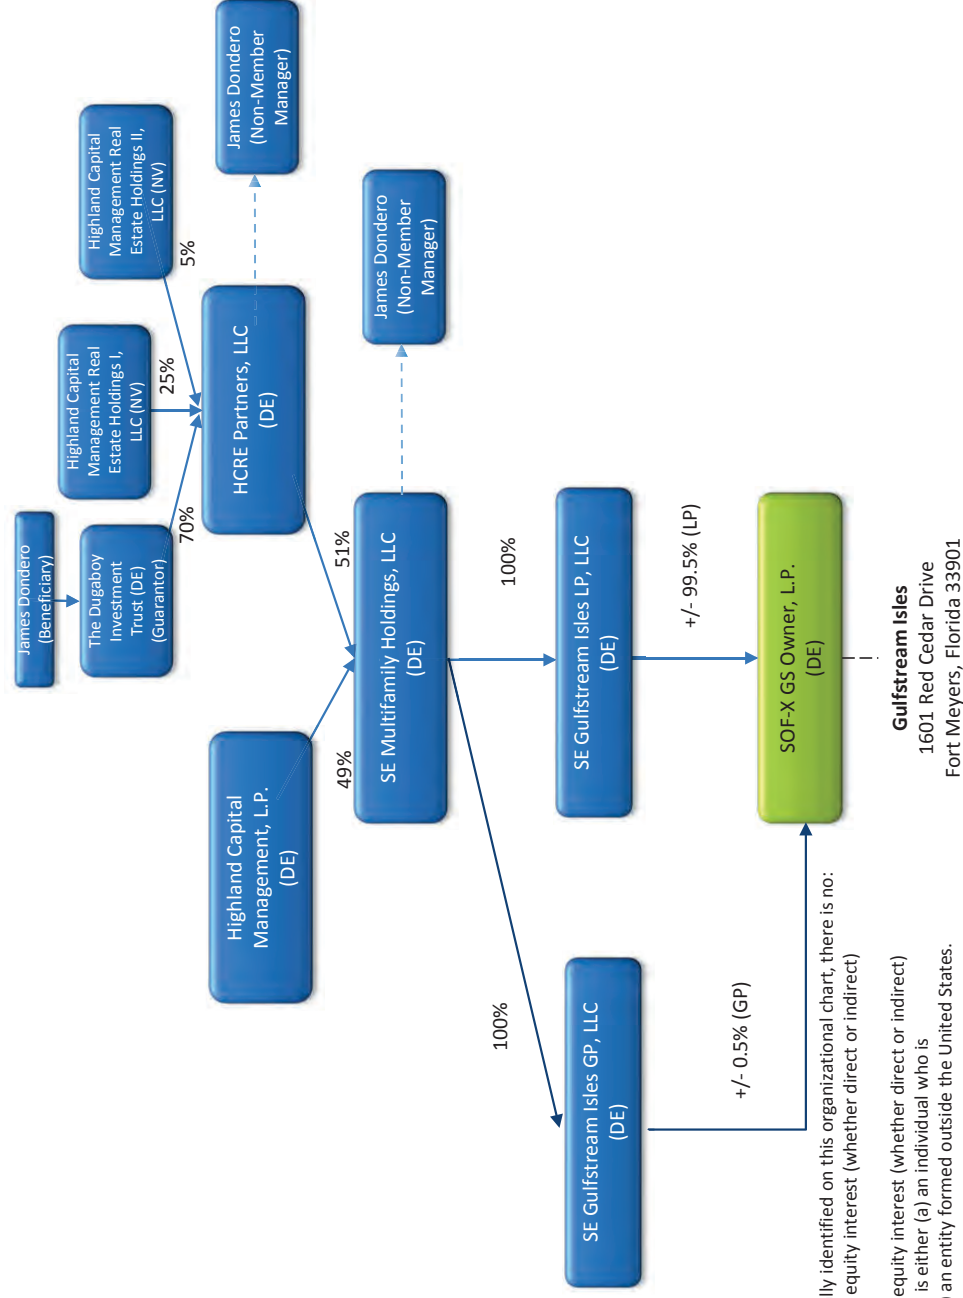 James Dondero
(Beneficiary)
The Dugaboy
Investment
Trust (DE)
(Guarantor)
Highland Capital
Management Real
Estate Holdings I,
LLC (NV)
Highland Capital
Management Real
Estate Holdings II,
LLC (NV)
70%
25%
5%
Highland Capital
Management, L.P.
(DE)
HCRE Partners, LLC
(DE)
James Dondero
(Non-Member
Manager)
49%
51%
SE Multifamily Holdings, LLC
(DE)
James Dondero
(Non-Member
Manager)
100%
100%
SE Gulfstream Isles GP, LLC
(DE)
SE Gulfstream Isles LP, LLC
(DE)
+/- 0.5% (GP)
+/- 99.5% (LP)
SOF-X GS Owner, L.P.
(DE)
Gulfstream Isles
1601 Red Cedar Drive
Fort Meyers, Florida 33901
identified on this organizational chart, there is no:
equity interest (whether direct or indirect)
equity interest (whether direct or indirect)
is either (a) an individual who is
an entity formed outside the United States.